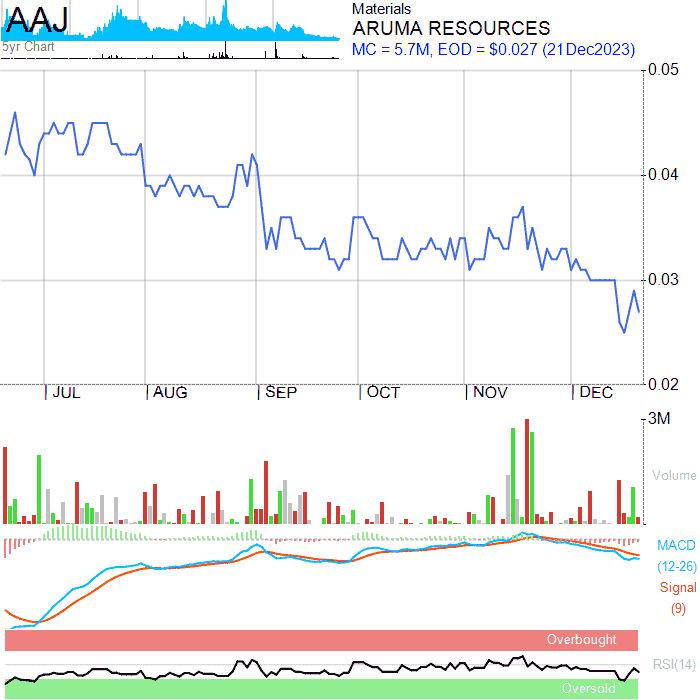 AAJ
5yr Chart
Materials
ARUMA RESOURCES
MC = 5.7M, EOD = $0.027 (21Dec2023)
0.05
0.04
0.03
0.02
JUL AUG SEP OCT NOV DEC
3M
Volume
MACD
(12-26)
Signal
(9)
Overbought
RSI(14)
Oversold